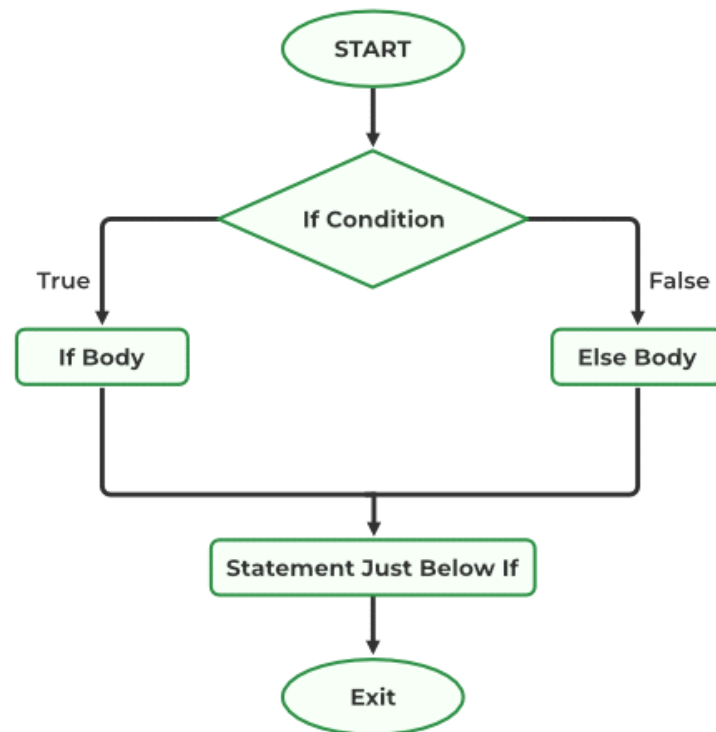 START
If Condition
True
False
If Body
Else Body
Statement Just Below If
Exit